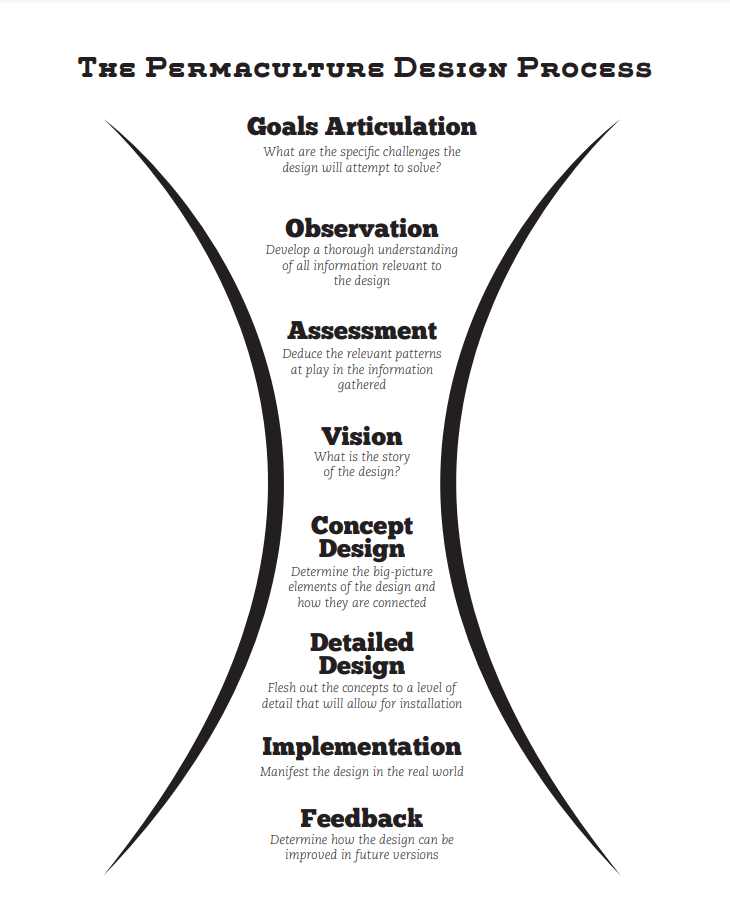 The Permaculture Design Process
Goals Articulation
What are the specific challenges the
design will attempt to solve?
Observation
Develop a thorough understanding
of all information relevant to
the design
Assessment
Deduce the relevant patterns
at play in the information
gathered
Vision
What is the story
of the design?
Concept
Design
Determine the big-picture
elements of the design and
how they are connected
Detailed
Design
Flesh out the concepts to a level of
detail that will allow for installation
Implementation
Manifest the design in the real world
Feedback
Determine how the design can be
improved in future versions